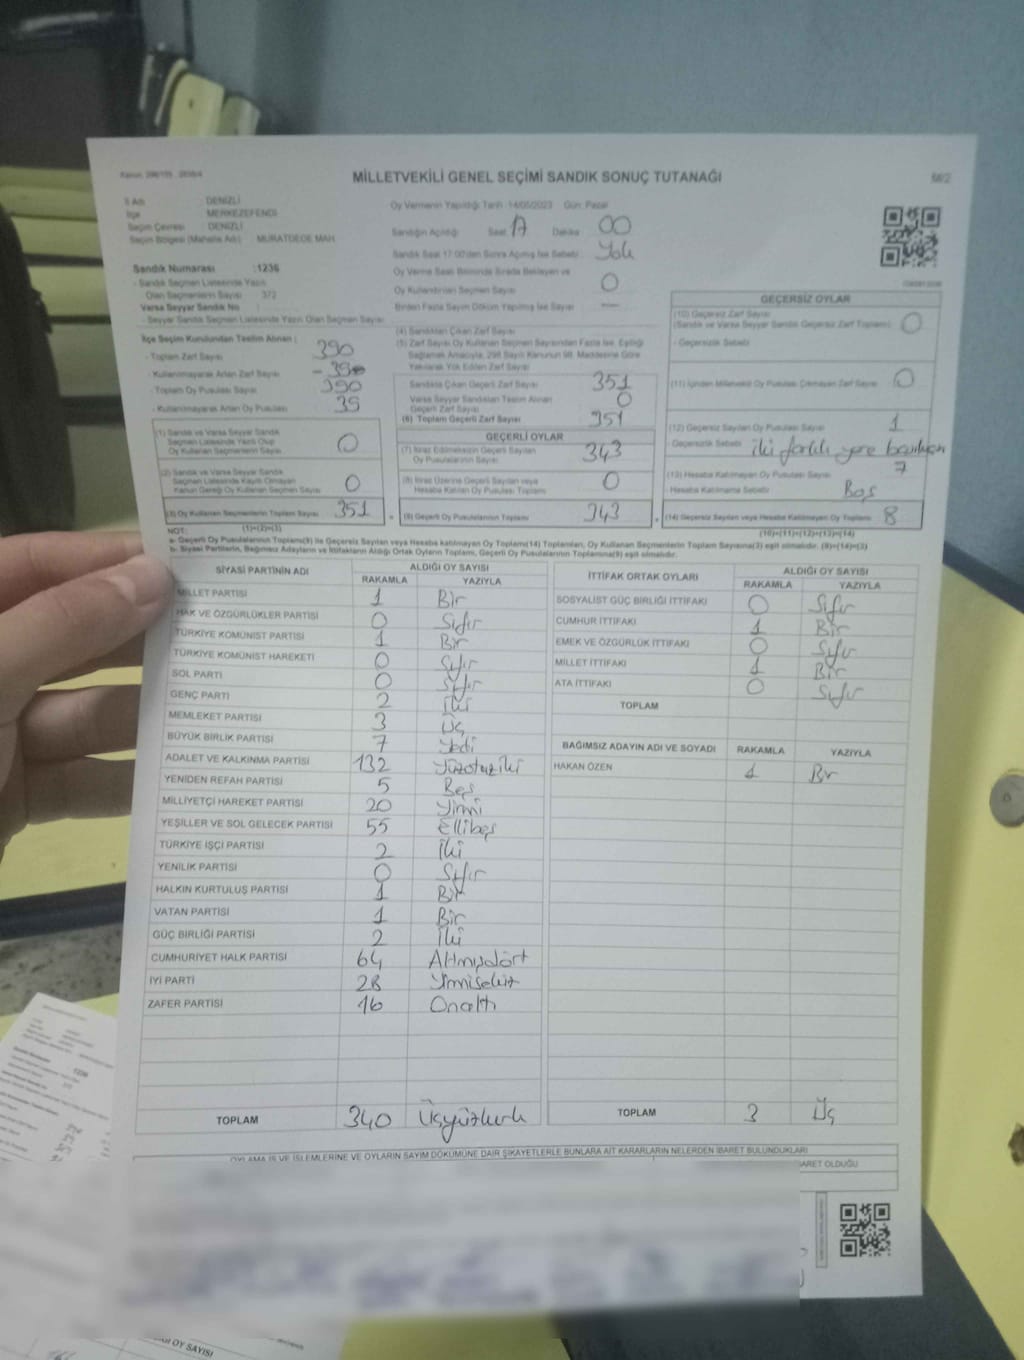 MİLLETVEKİLİ GENEL SEÇİMİ SANDIK SONUÇ TUTANAĞI
İl Adı : DENİZLİ
İlçe : MERKEZEFENDİ
Seçim Çevresi : DENİZLİ
Seçim Bölgesi (Mahalle Adı) : MURATDEDE MAH.
Sandık Numarası :1236
- Sandık Seçmen Listesinde Yazılı
Olan Seçmenlerin Sayısı : 372
Varsa Seyyar Sandık No :
- Seyyar Sandık Seçmen Listesinde Yazılı Olan Seçmen Sayısı :
Oy Vermenin Yapıldığı Tarih :14/05/2023 Gün: Pazar
Sandığın Açıldığı: Saat 17 Dakika 00
Sandık Saat 17.00'den Sonra Açılmış İse Sebebi : Yok
Oy Verme Saati Bitiminde Sırada Bekleyen ve
Oy Kullandırılan Seçmen Sayısı 0
Birden Fazla Sayım Döküm Yapılmış İse Sayısı —
İlçe Seçim Kurulundan Teslim Alınan :
- Toplam Zarf Sayısı 390
- Kullanılmayarak Artan Zarf Sayısı
- Toplam Oy Pusulası Sayısı 390
- Kullanılmayarak Artan Oy Pusulası 39
(1) Sandık ve Varsa Seyyar Sandık
Seçmen Listesinde Yazılı Olup
Oy Kullanan Seçmenlerin Sayısı 0
(2) Sandık ve Varsa Seyyar Sandık
Seçmen Listesinde Kayıtlı Olmayan
Kanun Gereği Oy Kullanan Seçmen Sayısı 0
(3) Oy Kullanan Seçmenlerin Toplam Sayısı 351
(1)+(2)=(3)
(4) Sandıktan Çıkan Zarf Sayısı
(5) Zarf Sayısı Oy Kullanan Seçmen Sayısından Fazla İse, Eşitliği
Sağlamak Amacıyla, 298 Sayılı Kanunun 98. Maddesine Göre
Yakılarak Yok Edilen Zarf Sayısı
Sandıkta Çıkan Geçerli Zarf Sayısı 351
Varsa Seyyar Sandıktan Teslim Alınan
Geçerli Zarf Sayısı 0
(6) Toplam Geçerli Zarf Sayısı 351
GEÇERLİ OYLAR
(7) İtiraz Edilmeksizin Geçerli Sayılan
Oy Pusulalarının Sayısı 343
(8) İtiraz Üzerine Geçerli Sayılan veya
Hesaba Katılan Oy Pusulası Toplamı 0
(9) Geçerli Oy Pusulalarının Toplamı 343
GEÇERSİZ OYLAR
(10) Geçersiz Zarf Sayısı
(Sandık ve Varsa Seyyar Sandık Geçersiz Zarf Toplamı) : 0
- Geçersizlik Sebebi :
(11) İçinden Milletvekili Oy Pusulası Çıkmayan Zarf Sayısı : 0
(12) Geçersiz Sayılan Oy Pusulası Sayısı : 1
- Geçersizlik Sebebi : iki farklı yere basılıyor
(13) Hesaba Katılmayan Oy Pusulası Sayısı : 7
- Hesaba Katılmama Sebebi : Boş
(14) Geçersiz Sayılan veya Hesaba Katılmayan Oy Toplamı 8
(10)+(11)+(12)+(13)=(14)
NOT:
a- Geçerli Oy Pusulalarının Toplamı(9) ile Geçersiz Sayılan veya Hesaba katılmayan Oy Toplamı(14) Toplamları, Oy Kullanan Seçmenlerin Toplam Sayısına(3) eşit olmalıdır. (9)+(14)=(3)
b- Siyasi Partilerin, Bağımsız Adayların ve İttifakların Aldığı Ortak Oyların Toplamı, Geçerli Oy Pusulalarının Toplamına(9) eşit olmalıdır.
SİYASİ PARTİNİN ADI ALDIĞI OY SAYISI
RAKAMLA YAZIYLA
MİLLET PARTİSİ 1 Bir
HAK VE ÖZGÜRLÜKLER PARTİSİ 0 Sıfır
TÜRKİYE KOMÜNİST PARTİSİ 1 Bir
TÜRKİYE KOMÜNİST HAREKETİ 0 Sıfır
SOL PARTİ 0 Sıfır
GENÇ PARTİ 2 İki
MEMLEKET PARTİSİ 3 Üç
BÜYÜK BİRLİK PARTİSİ 7 Yedi
ADALET VE KALKINMA PARTİSİ 132 Yüzotuziki
YENİDEN REFAH PARTİSİ 5 Beş
MİLLİYETÇİ HAREKET PARTİSİ 20 Yirmi
YEŞİLLER VE SOL GELECEK PARTİSİ 55 Ellibeş
TÜRKİYE İŞÇİ PARTİSİ 2 İki
YENİLİK PARTİSİ 0 Sıfır
HALKIN KURTULUŞ PARTİSİ 1 Bir
VATAN PARTİSİ 1 Bir
GÜÇ BİRLİĞİ PARTİSİ 2 İki
CUMHURİYET HALK PARTİSİ 64 Altmışdört
İYİ PARTİ 28 Yirmisekiz
ZAFER PARTİSİ 16 Onaltı
TOPLAM 340 Üçyüzkırk
İTTİFAK ORTAK OYLARI ALDIĞI OY SAYISI
RAKAMLA YAZIYLA
SOSYALİST GÜÇ BİRLİĞİ İTTİFAKI 0 Sıfır
CUMHUR İTTİFAKI 1 Bir
EMEK VE ÖZGÜRLÜK İTTİFAKI 0 Sıfır
MİLLET İTTİFAKI 1 Bir
ATA İTTİFAKI 0 Sıfır
TOPLAM
BAĞIMSIZ ADAYIN ADI VE SOYADI RAKAMLA YAZIYLA
HAKAN ÖZEN 1 Bir
TOPLAM 3 Üç
OYLAMA İŞ VE İŞLEMLERİNE VE OYLARIN SAYIM DÖKÜMÜNE DAİR ŞİKAYETLERLE BUNLARA AİT KARARLARIN NELERDEN İBARET BULUNDUKLARI
BARET OLDUĞU
1236
OY SAYISI